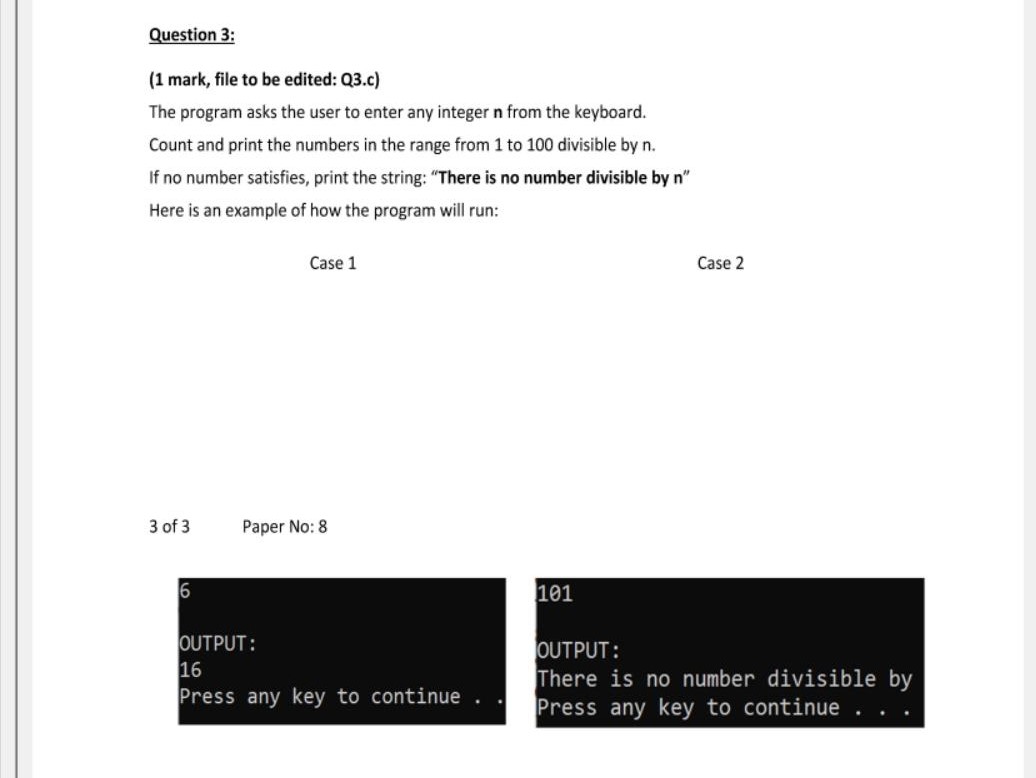 Question 3:
(1 mark, file to be edited: Q3.c)
The program asks the user to enter any integer n from the keyboard.
Count and print the numbers in the range from 1 to 100 divisible by n.
If no number satisfies, print the string: “There is no number divisible by n”
Here is an example of how the program will run:
Case 1 Case 2
3 of 3 Paper No: 8
6
OUTPUT:
16
Press any key to continue . .
101
OUTPUT:
There is no number divisible by
Press any key to continue . . .